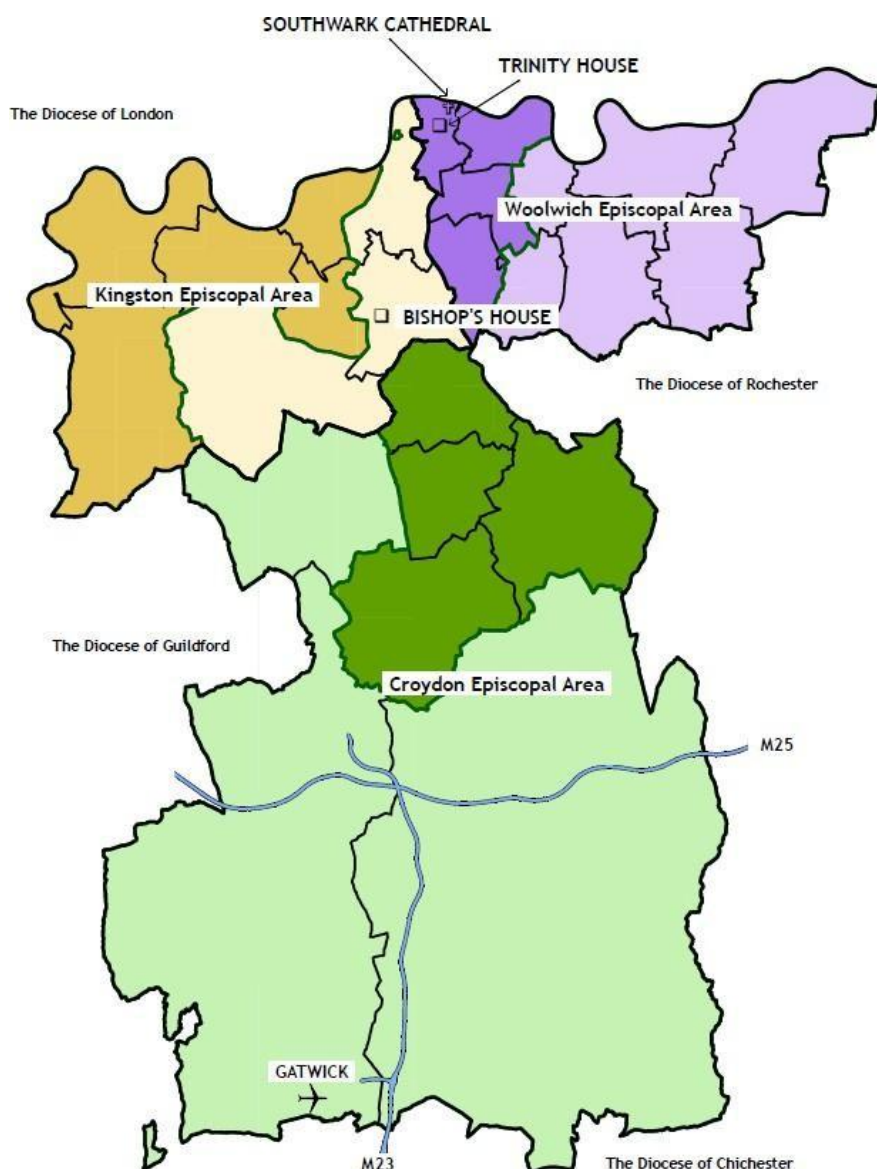 SOUTHWARK CATHEDRAL
TRINITY HOUSE
The Diocese of London
Woolwich Episcopal Area
Kingston Episcopal Area
BISHOP'S HOUSE
The Diocese of Rochester
The Diocese of Guildford
Croydon Episcopal Area
M25
GATWICK
M23
The Diocese of Chichester